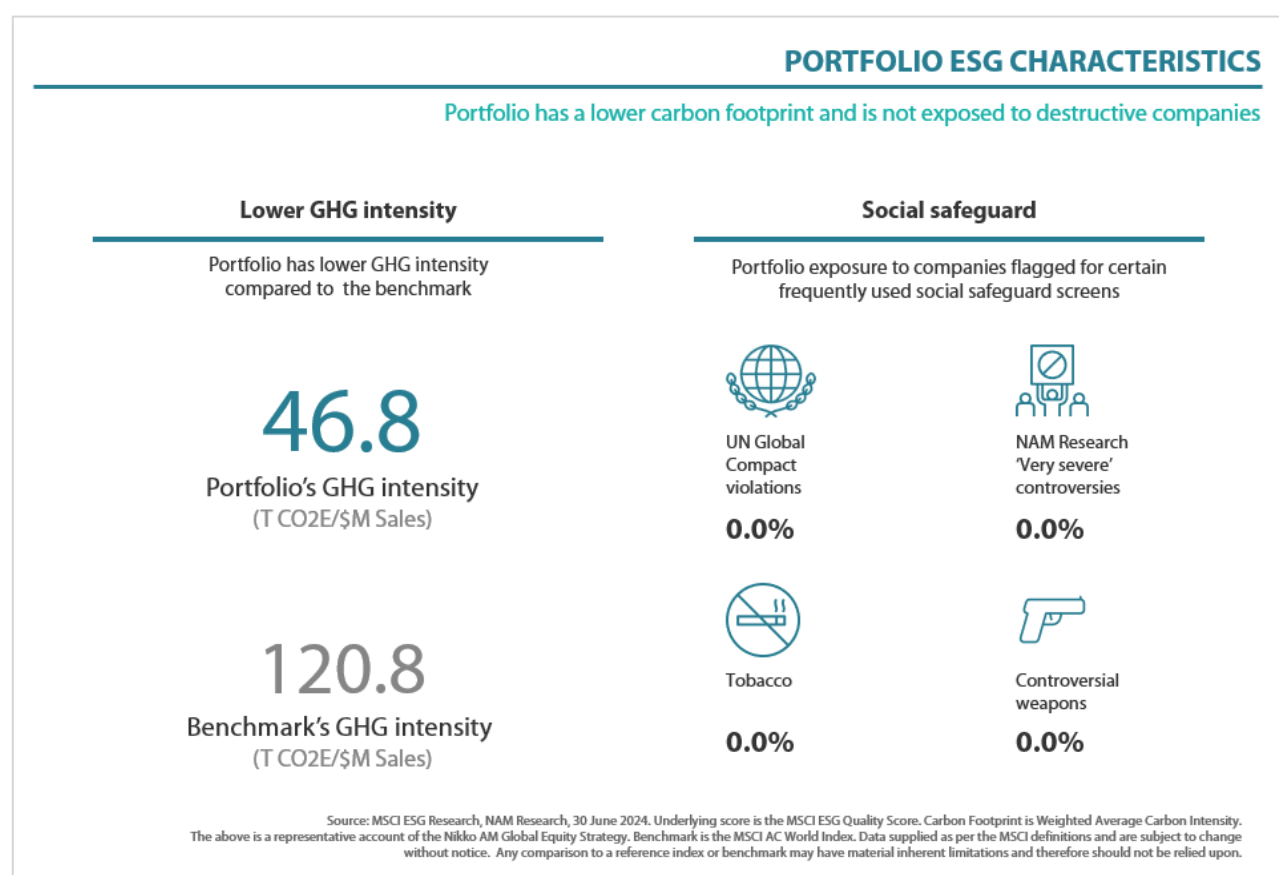 PORTFOLIO ESG CHARACTERISTICS
Portfolio has a lower carbon footprint and is not exposed to destructive companies
Lower GHG intensity
Portfolio has lower GHG intensity
compared to the benchmark
46.8
Portfolio’s GHG intensity
(T CO2E/$M Sales)
120.8
Benchmark’s GHG intensity
(T CO2E/$M Sales)
Social safeguard
Portfolio exposure to companies flagged for certain
frequently used social safeguard screens
UN Global
Compact
violations
0.0%
NAM Research
‘Very severe’
controversies
0.0%
Tobacco
0.0%
Controversial
weapons
0.0%
Source: MSCI ESG Research, NAM Research, 30 June 2024. Underlying score is the MSCI ESG Quality Score. Carbon Footprint is Weighted Average Carbon Intensity.
The above is a representative account of the Nikko AM Global Equity Strategy. Benchmark is the MSCI AC World Index. Data supplied as per the MSCI definitions and are subject to change
without notice. Any comparison to a reference index or benchmark may have material inherent limitations and therefore should not be relied upon.